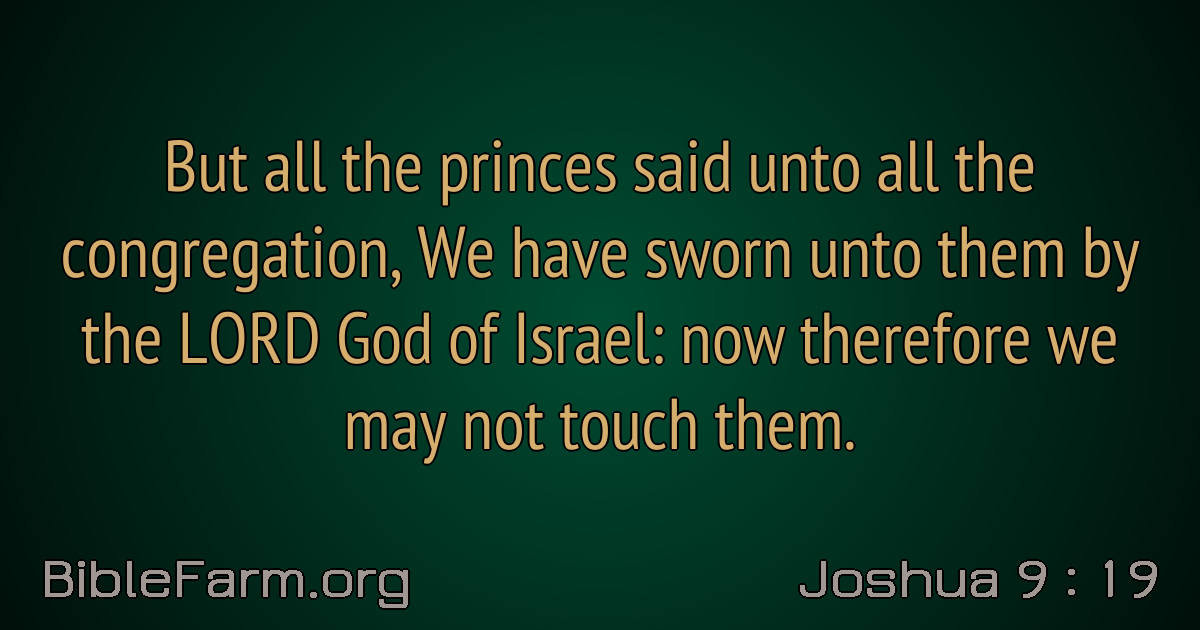 But all the princes said unto all the
congregation, We have sworn unto them by
the LORD God of Israel: now therefore we
may not touch them.
BibleFarm.org
Joshua 9 : 19